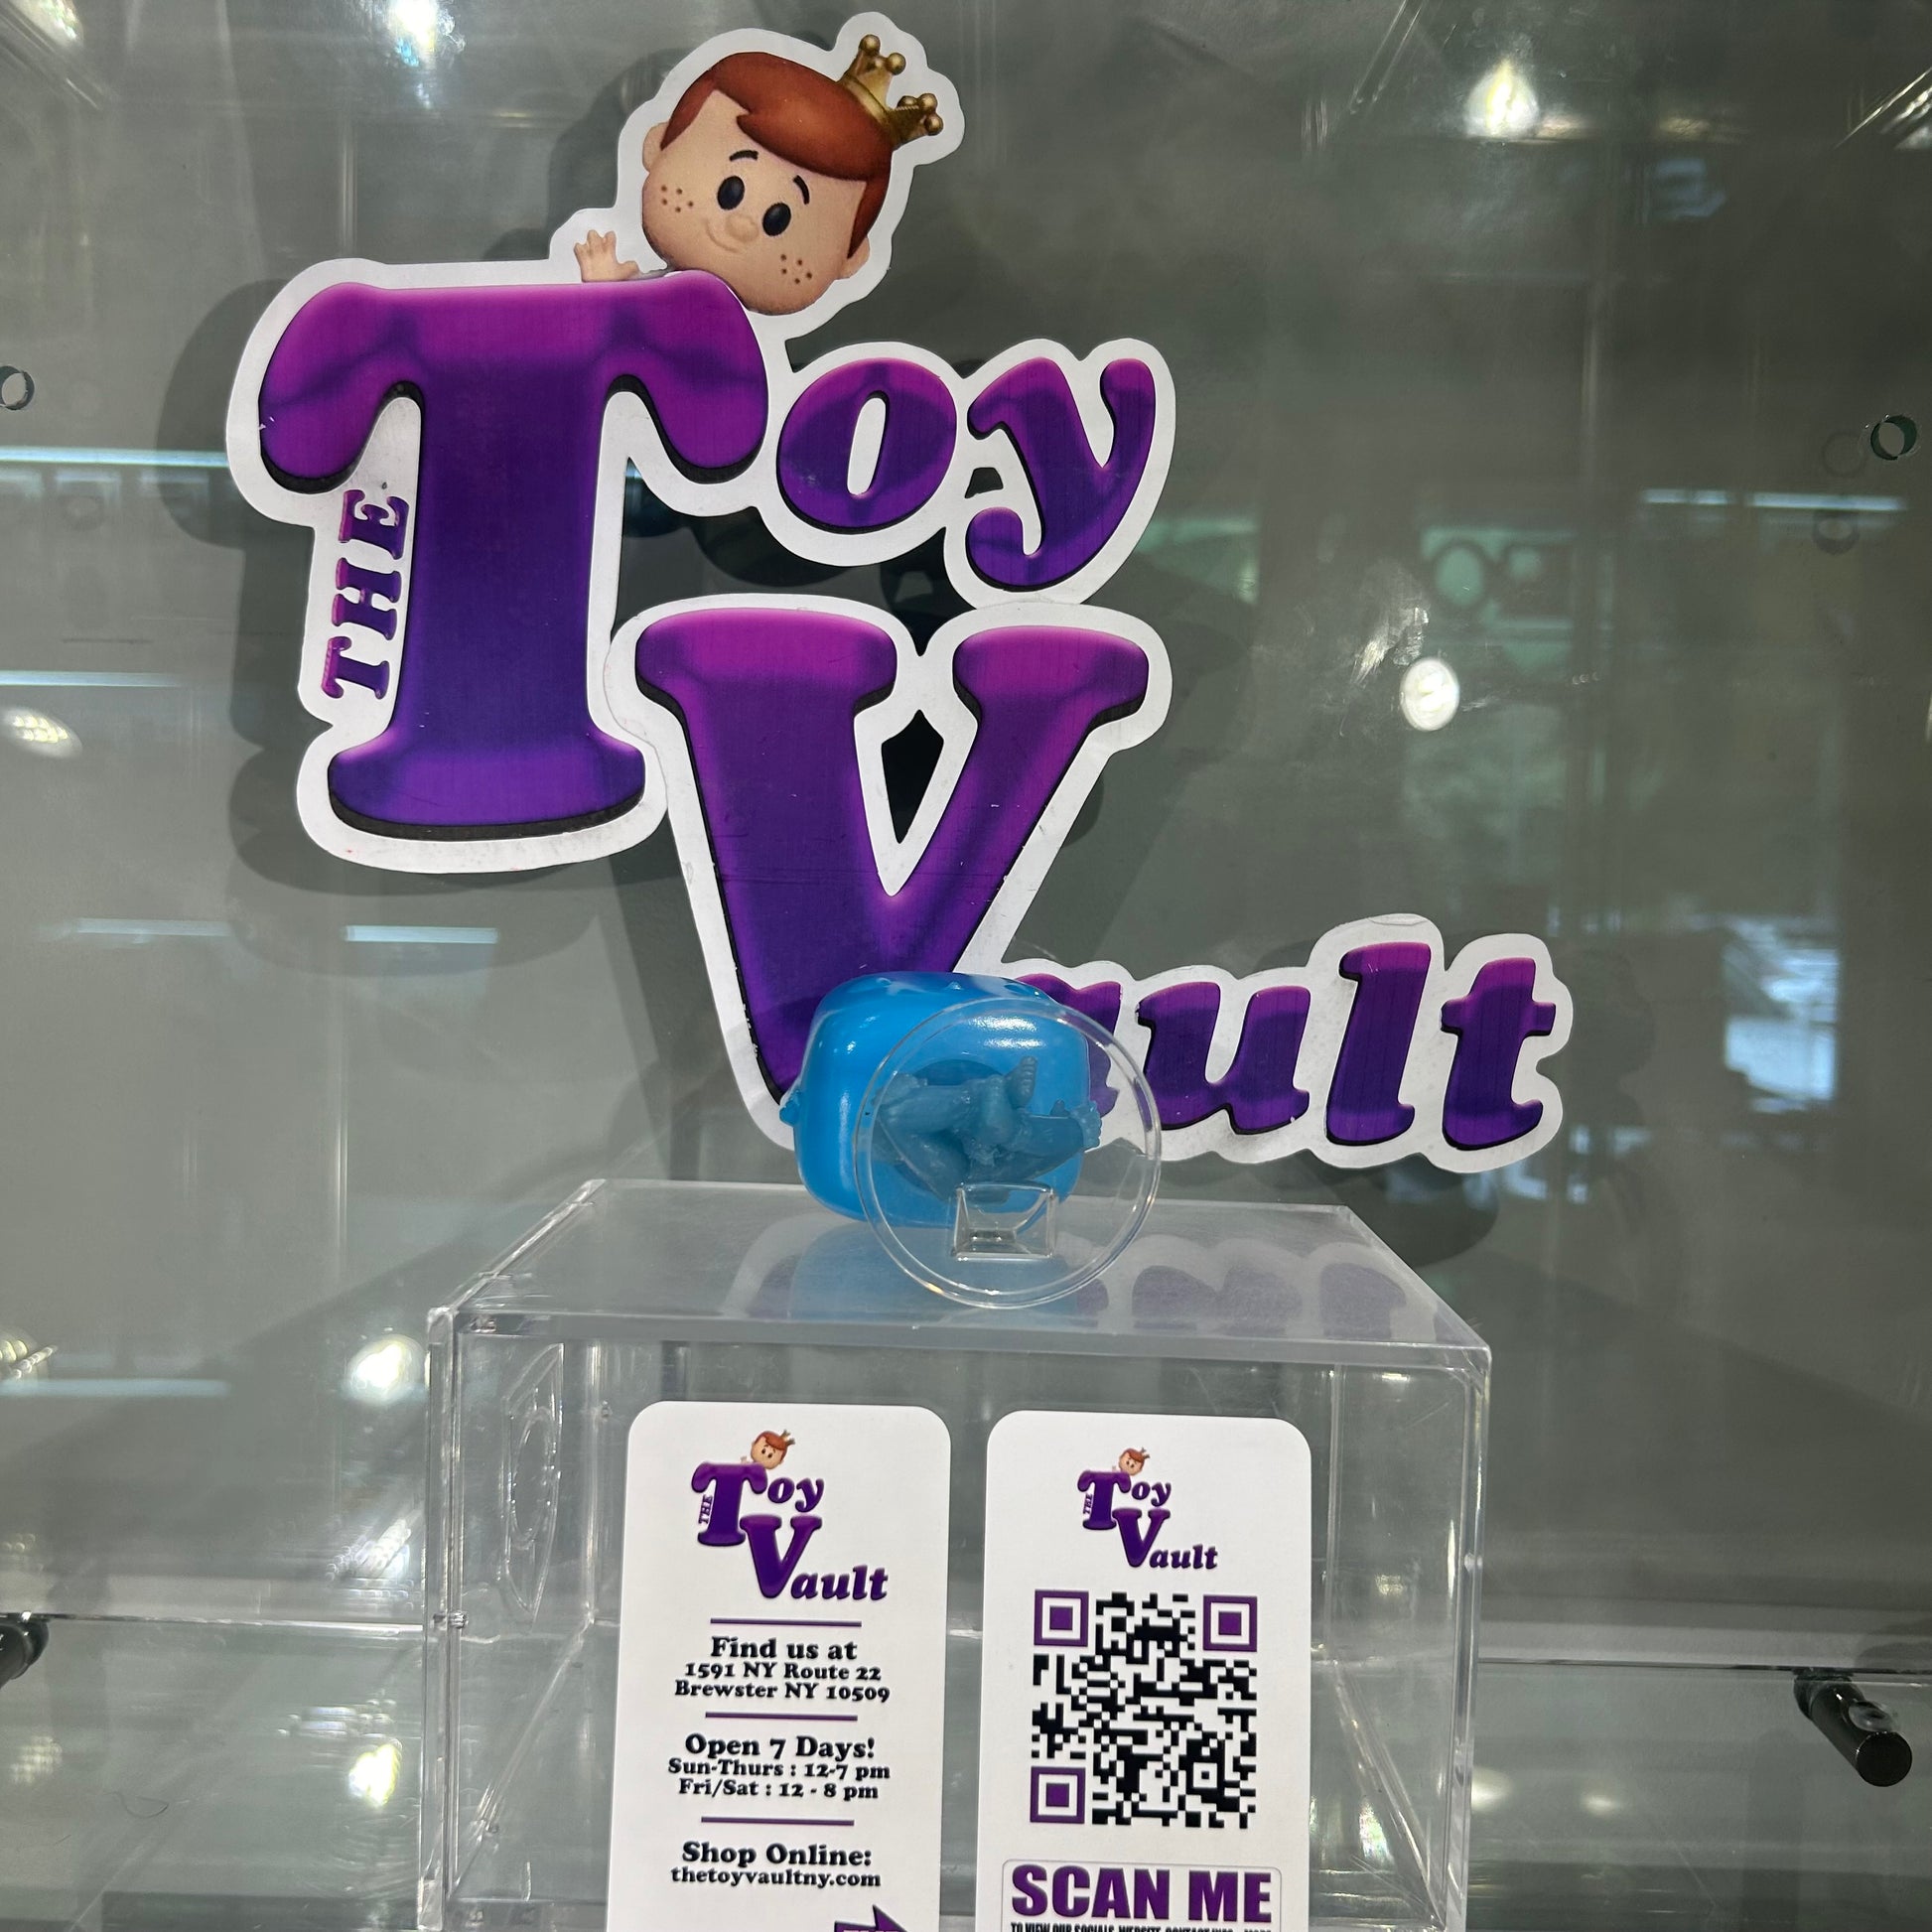 THE
Toy
Vault
THE
Toy
Vault
Find us at
1591 NY Route 22
Brewster NY 10509
Open 7 Days!
Sun-Thurs : 12-7 pm
Fri/Sat : 12 - 8 pm
Shop Online:
thetoyvaultny.com
THE
Toy
Vault
SCAN ME